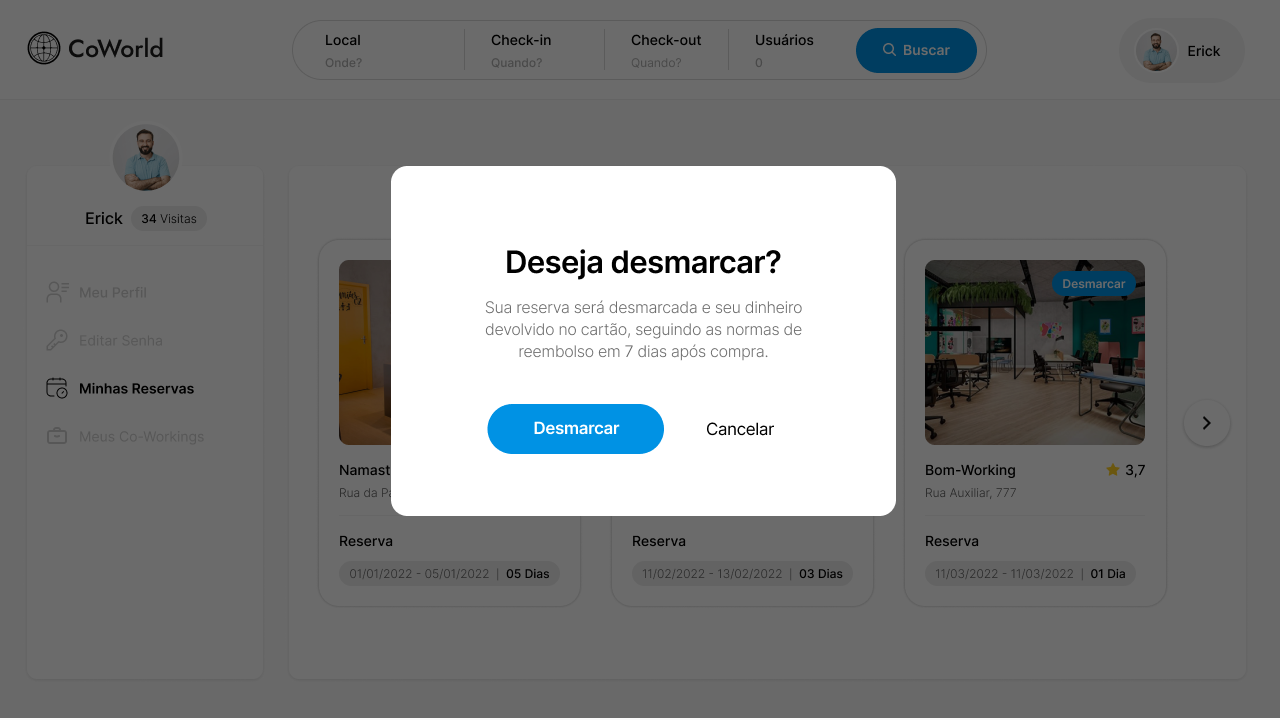 CoWorld
Local
Onde?
Check-in
Quando?
Check-out
Quando?
Usuários
0
Buscar
Erick
Erick
34 Visitas
Meu Perfil
Editar Senha
Minhas Reservas
Meus Co-Workings
Deseja desmarcar?
Sua reserva será desmarcada e seu dinheiro
devolvido no cartão, seguindo as normas de
reembolso em 7 dias após compra.
Desmarcar
Cancelar
Rua da
Reserva
01/01/2022 - 05/01/2022 | 05 Dias
Reserva
11/02/2022 - 13/02/2022 | 03 Dias
Desmarcar
Bom-Working
3,7
Rua Auxiliar, 777
Reserva
11/03/2022 - 11/03/2022 | 01 Dia